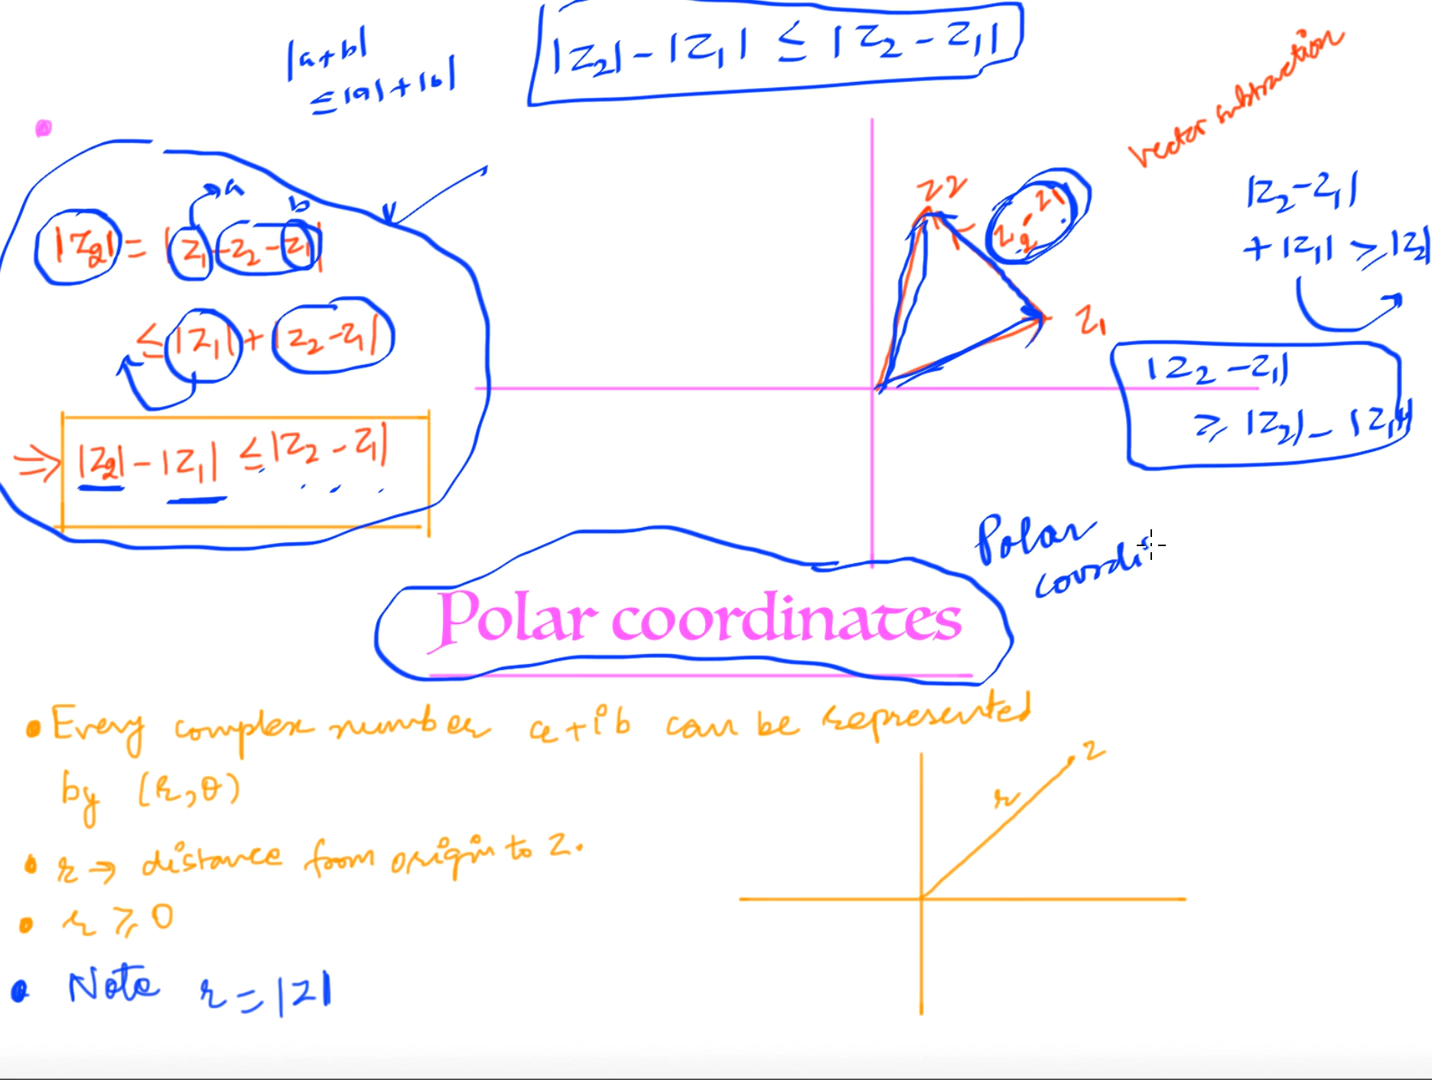 |a+b|
≤|a|+|b|
|z₂|-|z₁| ≤ |z₂-z₁|
vector subtraction
a
b
|z₂| = |z₁+z₂-z₁|
≤|z₁|+|z₂-z₁|
⇒ |z₂|-|z₁| ≤ |z₂-z₁|
z2
z₂-z₁
z₁
|z₂-z₁|
+|z₁| ≥ |z₂|
|z₂-z₁|
≥ |z₂|-|z₁|
Polar
coordi
Polar coordinates
• Every complex number a+ib can be represented
by (r,θ)
• r → distance from origin to z.
• r ≥ 0
• Note r = |z|
z
r